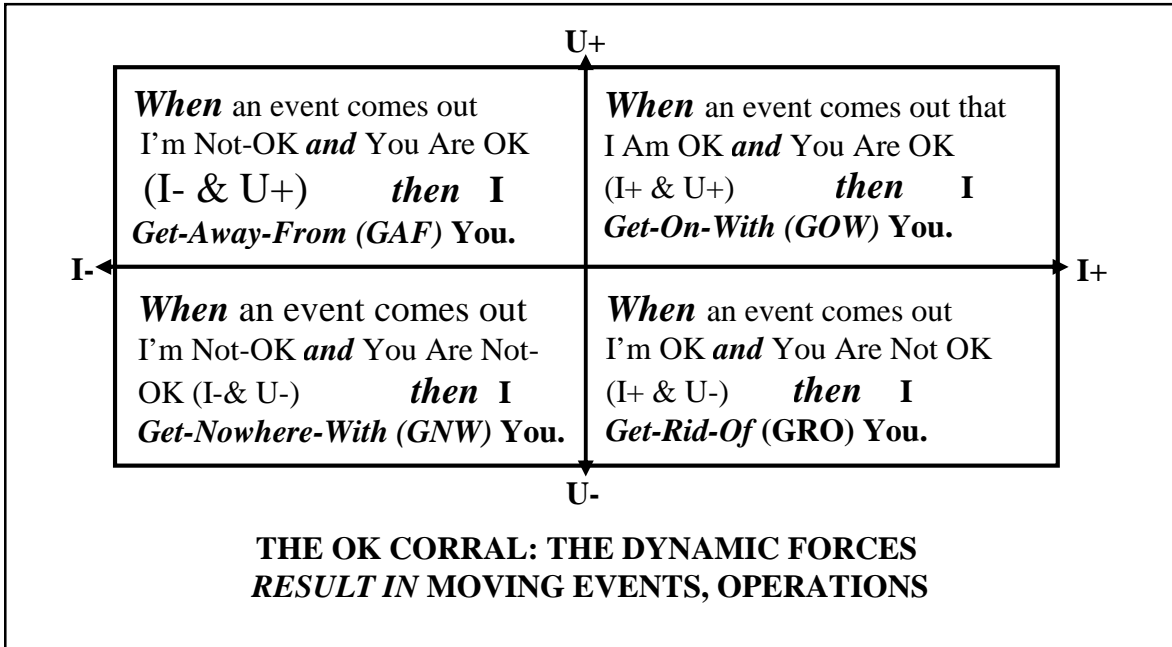 U+
When an event comes out
I'm Not-OK and You Are OK
(I- & U+) then I
Get-Away-From (GAF) You.
When an event comes out that
I Am OK and You Are OK
(I+ & U+) then I
Get-On-With (GOW) You.
I-
I+
When an event comes out
I'm Not-OK and You Are Not-
OK (I-& U-) then I
Get-Nowhere-With (GNW) You.
When an event comes out
I'm OK and You Are Not OK
(I+ & U-) then I
Get-Rid-Of (GRO) You.
U-
THE OK CORRAL: THE DYNAMIC FORCES
RESULT IN MOVING EVENTS, OPERATIONS